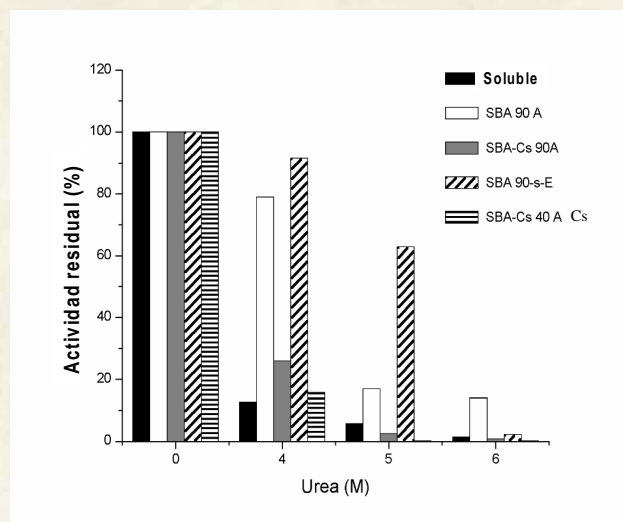 120
100
80
60
40
20
0
Actividad residual (%)
Soluble
SBA 90 A
SBA-Cs 90A
SBA 90-s-E
SBA-Cs 40 A Cs
0 4 5 6
Urea (M)